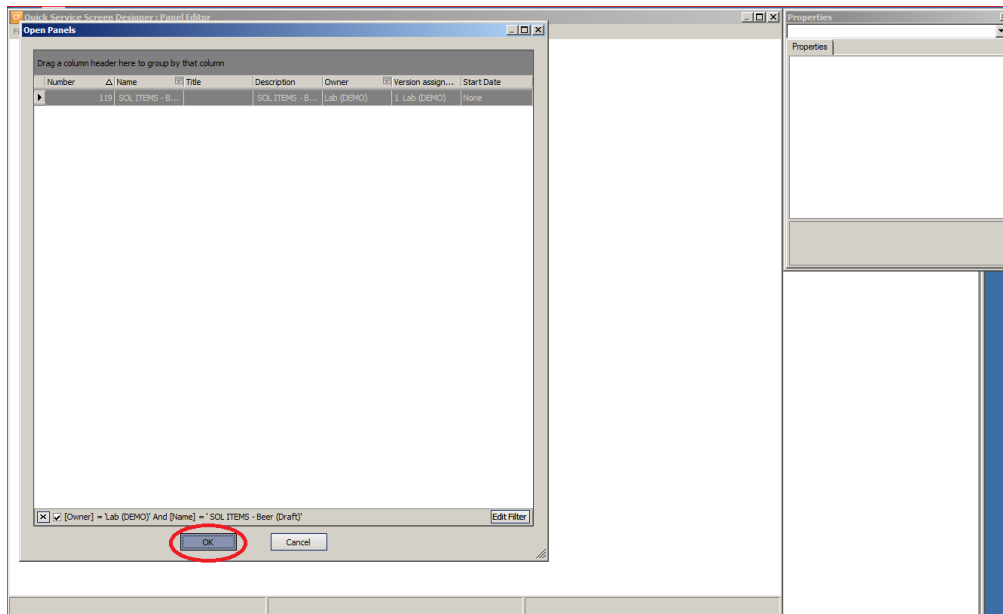 Quick Service Screen Designer : Panel Editor
Properties
Open Panels
Properties
Drag a column header here to group by that column
Number Name Title Description Owner Version assign... Start Date
119 SOL ITEMS - B... SOL ITEMS - B... Lab (DEMO) 1 Lab (DEMO) None
[Owner] = 'Lab (DEMO)' And [Name] = ' SOL ITEMS - Beer (Draft)' Edit Filter
OK Cancel